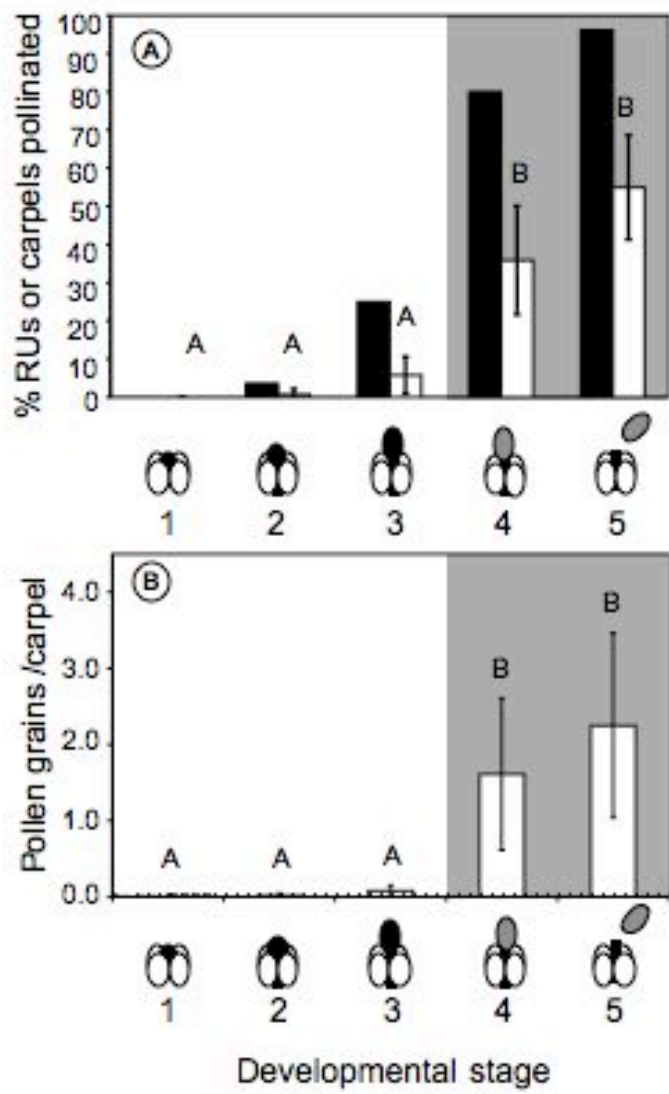 % RUs or carpels pollinated
A
100
90
80
70
60
50
40
30
20
10
0
A A A B B
1 2 3 4 5
Pollen grains /carpel
B
4.0
3.0
2.0
1.0
0.0
A A A B B
1 2 3 4 5
Developmental stage